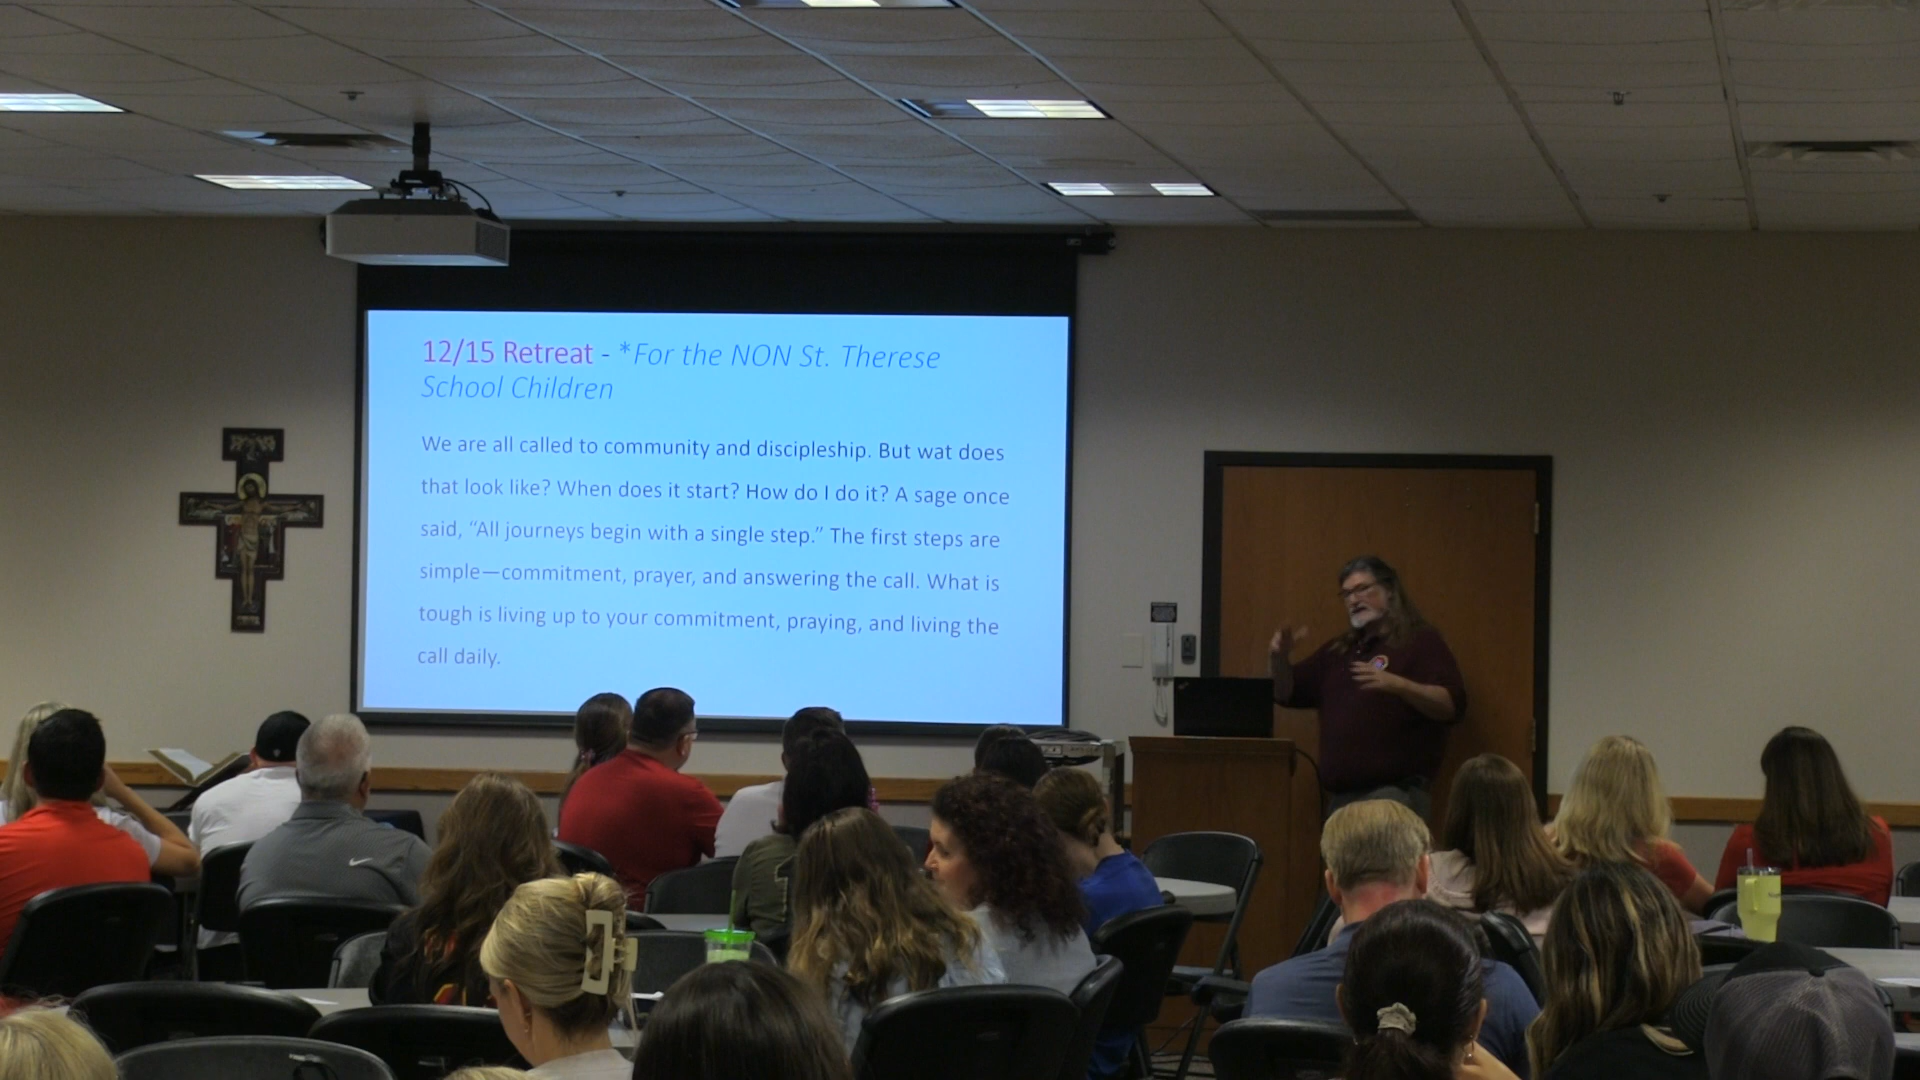 12/15 Retreat - *For the NON St. Therese
School Children
We are all called to community and discipleship. But wat does
that look like? When does it start? How do I do it? A sage once
said, “All journeys begin with a single step.” The first steps are
simple—commitment, prayer, and answering the call. What is
tough is living up to your commitment, praying, and living the
call daily.